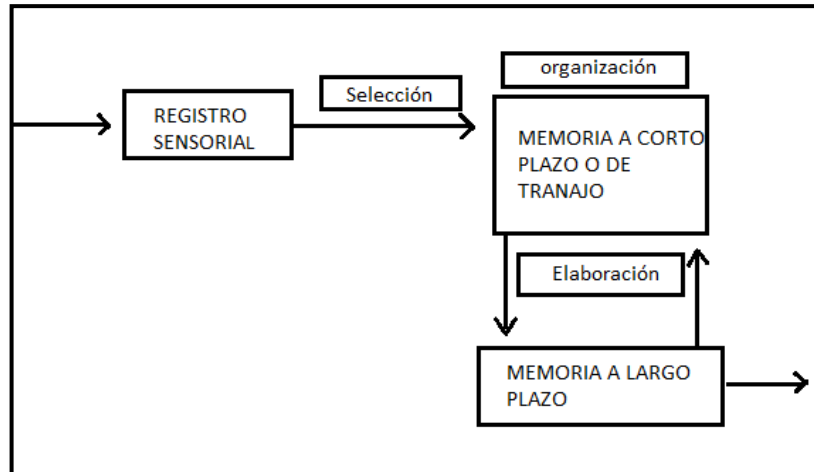 organización
Selección
REGISTRO
SENSORIAL
MEMORIA A CORTO
PLAZO O DE
TRANAJO
Elaboración
MEMORIA A LARGO
PLAZO